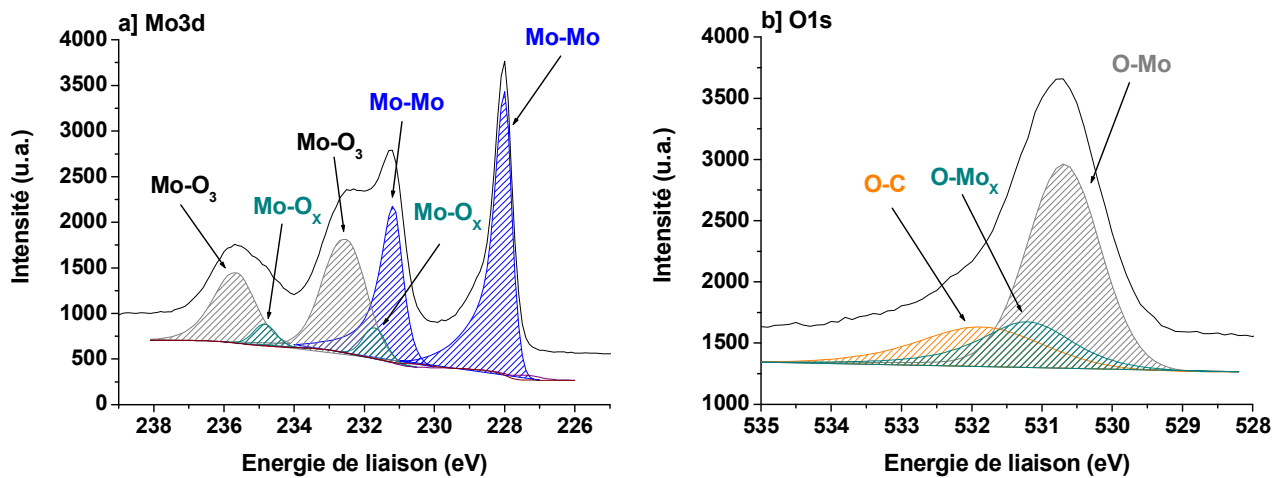 a] Mo3d
Intensité (u.a.)
4000
3500
3000
2500
2000
1500
1000
500
0
Mo-Mo
Mo-Mo
Mo-O3
Mo-O3
Mo-Ox
Mo-Ox
238 236 234 232 230 228 226
Energie de liaison (eV)
b] O1s
Intensité (u.a.)
4000
3500
3000
2500
2000
1500
1000
O-Mo
O-C
O-Mox
535 534 533 532 531 530 529 528
Energie de liaison (eV)